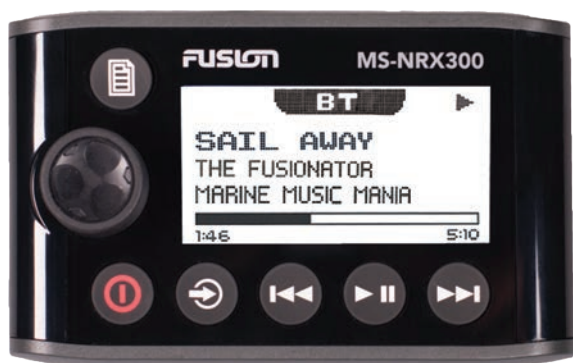 FUSION MS-NRX300
BT
SAIL AWAY
THE FUSIONATOR
MARINE MUSIC MANIA
1:46 5:10